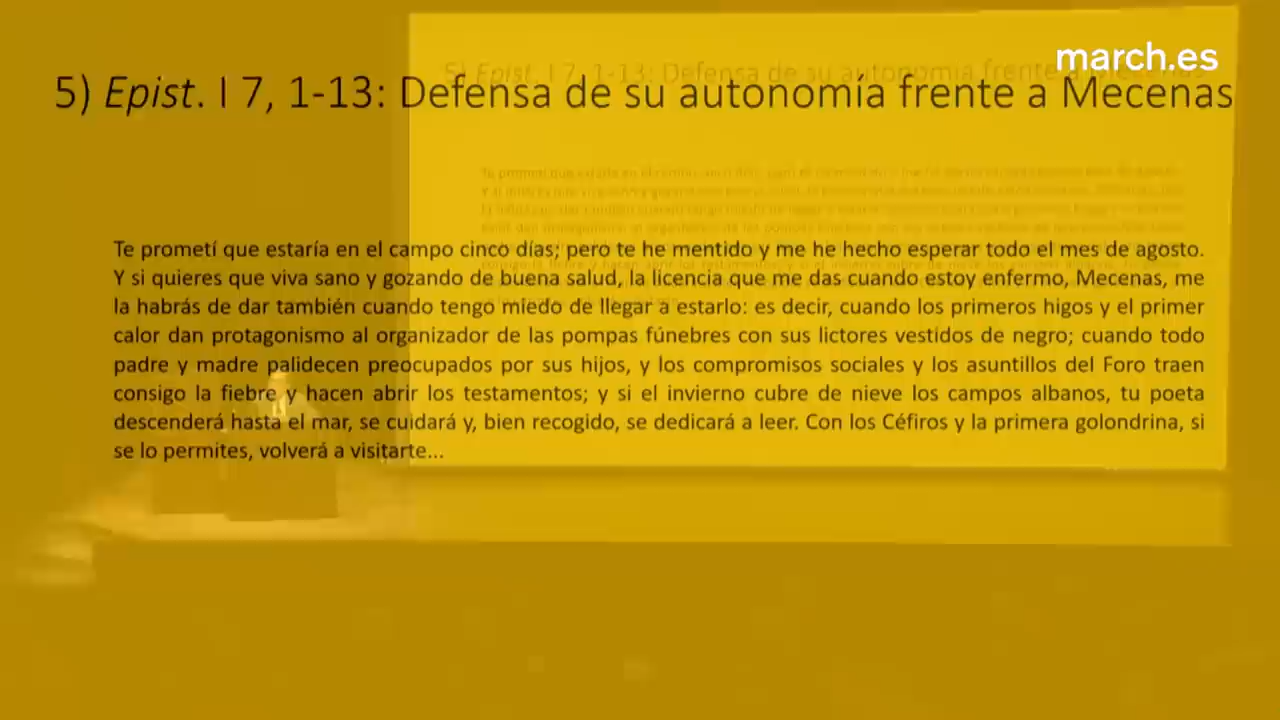 march.es
5) Epist. I 7, 1-13: Defensa de su autonomía frente a Mecenas
Te prometí que estaría en el campo cinco días; pero te he mentido y me he hecho esperar todo el mes de agosto.
Y si quieres que viva sano y gozando de buena salud, la licencia que me das cuando estoy enfermo, Mecenas, me
la habrás de dar también cuando tengo miedo de llegar a estarlo: es decir, cuando los primeros higos y el primer
calor dan protagonismo al organizador de las pompas fúnebres con sus lictores vestidos de negro; cuando todo
padre y madre palidecen preocupados por sus hijos, y los compromisos sociales y los asuntillos del Foro traen
consigo la fiebre y hacen abrir los testamentos; y si el invierno cubre de nieve los campos albanos, tu poeta
descenderá hasta el mar, se cuidará y, bien recogido, se dedicará a leer. Con los Céfiros y la primera golondrina, si
se lo permites, volverá a visitarte...